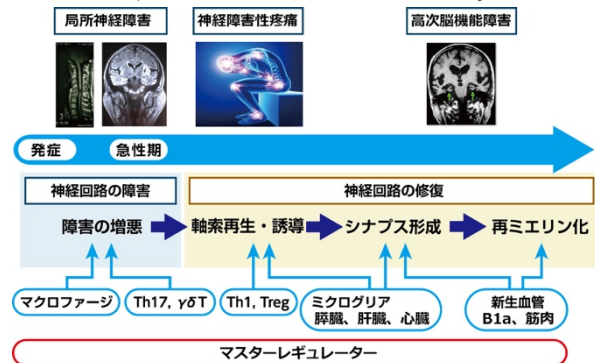 局所神経障害
神経障害性疼痛
高次脳機能障害
発症
急性期
神経回路の障害
神経回路の修復
障害の増悪
軸索再生・誘導
シナプス形成
再ミエリン化
マクロファージ
Th17, γδT
Th1, Treg
ミクログリア
膵臓、肝臓、心臓
新生血管
B1a、筋肉
マスターレギュレーター